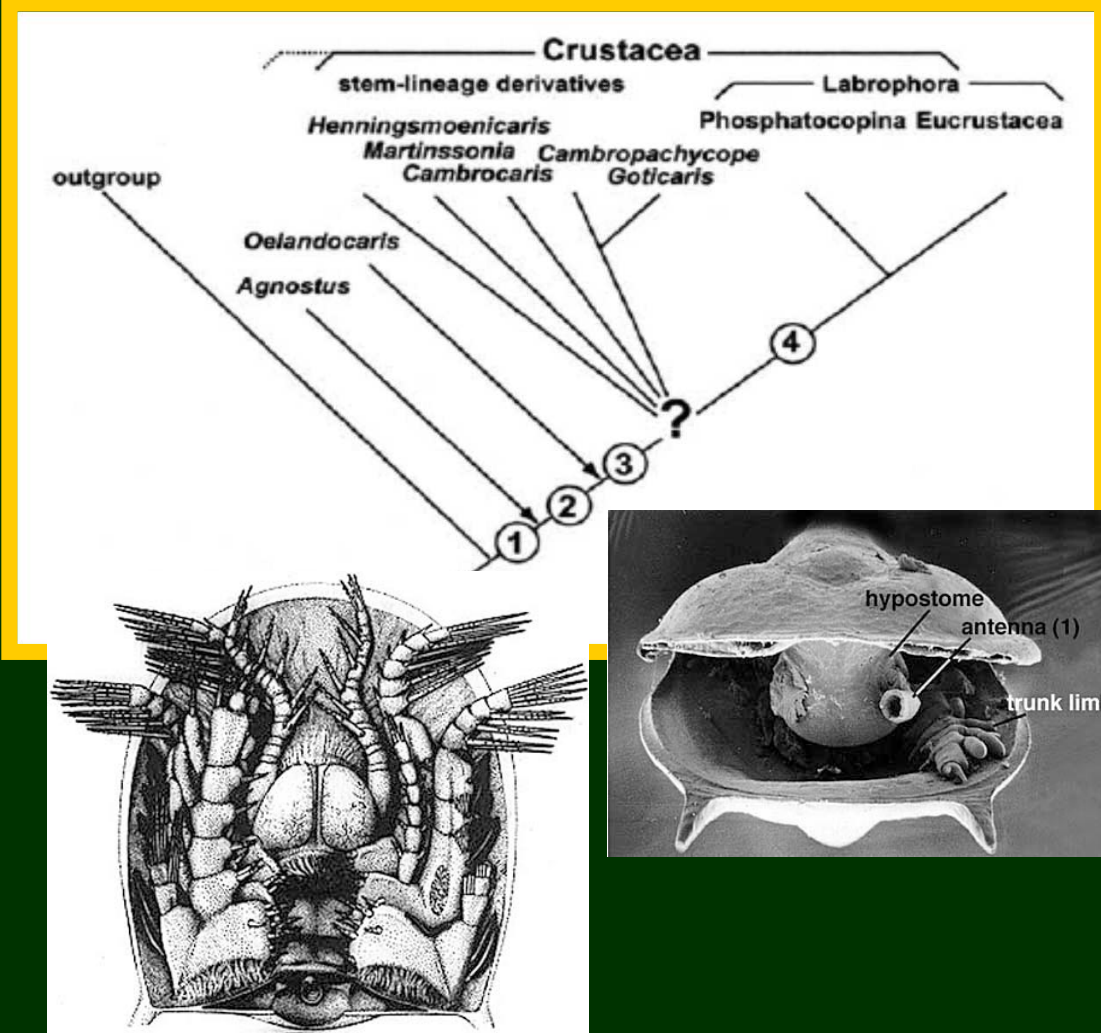 Crustacea
stem-lineage derivatives
Labrophora
Henningsmoenicaris
Phosphatocopina Eucrustacea
Martinssonia
Cambropachycope
Cambrocaris
Goticaris
outgroup
Oelandocaris
Agnostus
4
?
3
2
1
hypostome
antenna (1)
trunk lim